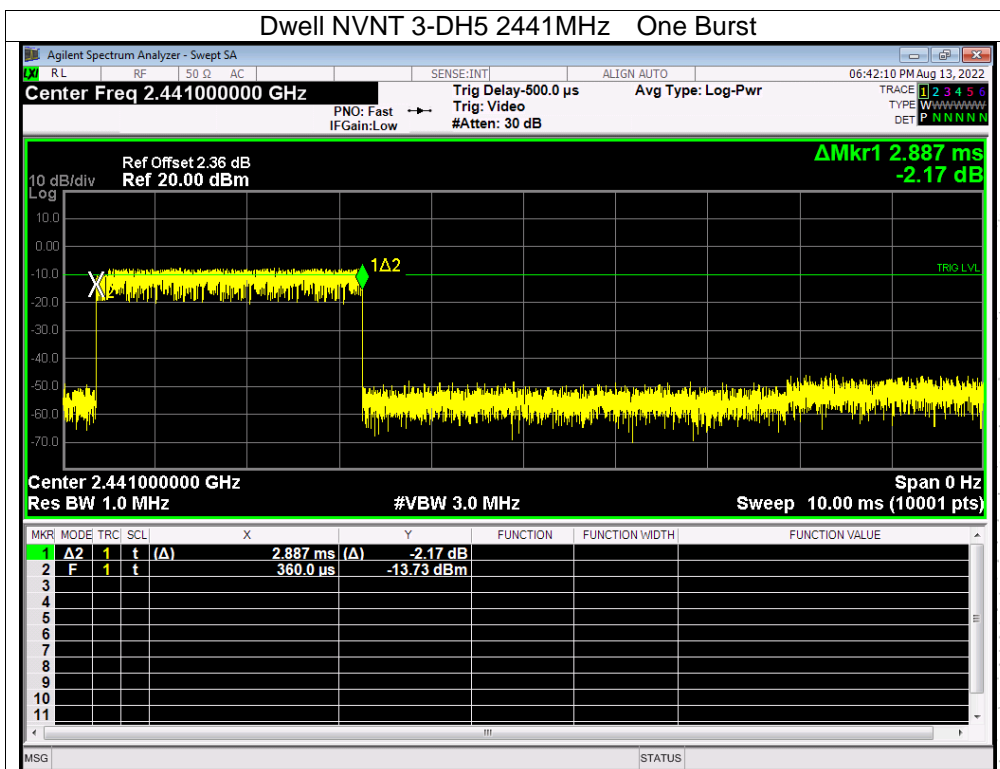 Dwell NVNT 3-DH5 2441MHz One Burst
Agilent Spectrum Analyzer - Swept SA
LXI RL RF 50 Ω AC SENSE:INT ALIGN AUTO 06:42:10 PM Aug 13, 2022
Center Freq 2.441000000 GHz
PNO: Fast
IFGain:Low
Trig Delay-500.0 µs
Trig: Video
#Atten: 30 dB
Avg Type: Log-Pwr
TRACE 1 2 3 4 5 6
TYPE WWWWWW
DET P N N N N N
ΔMkr1 2.887 ms
-2.17 dB
Ref Offset 2.36 dB
10 dB/div Ref 20.00 dBm
Log
10.0
0.00
-10.0
-20.0
-30.0
-40.0
-50.0
-60.0
-70.0
1Δ2
TRIG LVL
X2
Center 2.441000000 GHz Span 0 Hz
Res BW 1.0 MHz #VBW 3.0 MHz Sweep 10.00 ms (10001 pts)
MKR MODE TRC SCL X Y FUNCTION FUNCTION WIDTH FUNCTION VALUE
1 Δ2 1 t (Δ) 2.887 ms (Δ) -2.17 dB
2 F 1 t 360.0 µs -13.73 dBm
3
4
5
6
7
8
9
10
11
MSG STATUS